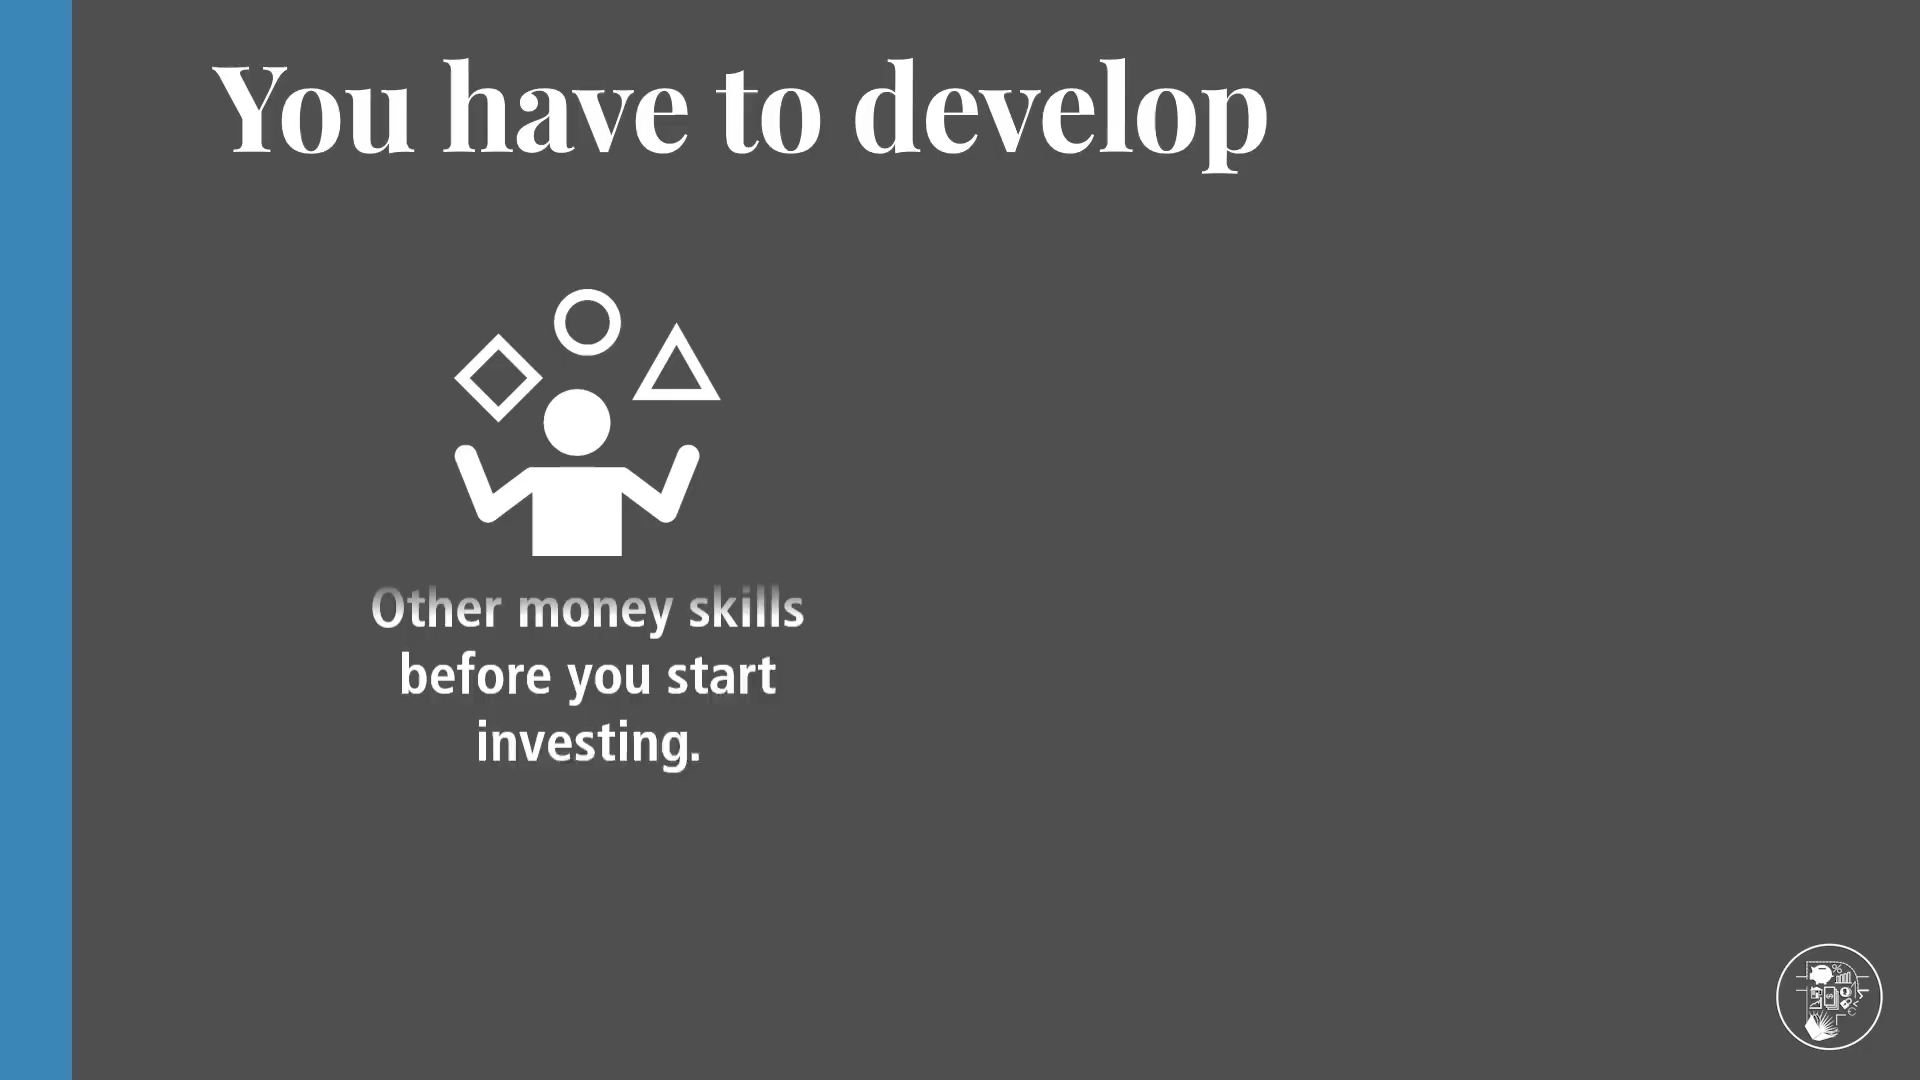 You have to develop
Other money skills
before you start
investing.